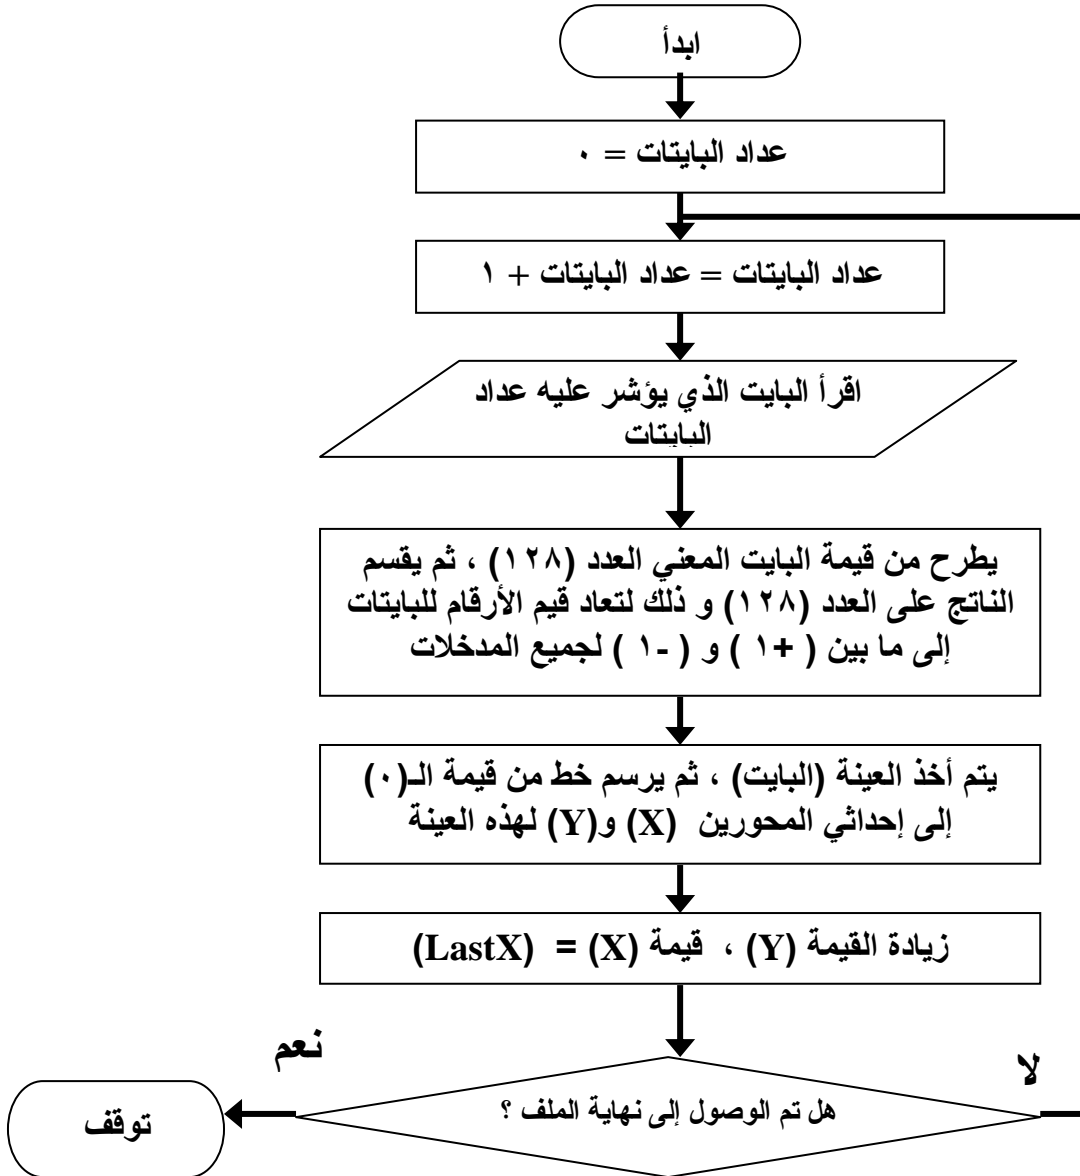 ابدأ
عداد البايتات = ٠
عداد البايتات = عداد البايتات + ١
اقرأ البايت الذي يؤشر عليه عداد
البايتات
يطرح من قيمة البايت المعني العدد (١٢٨) ، ثم يقسم
الناتج على العدد (١٢٨) و ذلك لتعاد قيم الأرقام للبايتات
إلى ما بين ( +١ ) و ( -١ ) لجميع المدخلات
يتم أخذ العينة (البايت) ، ثم يرسم خط من قيمة الـ(٠)
إلى إحداثي المحورين (X) و(Y) لهذه العينة
زيادة القيمة (Y) ، قيمة (X) = (LastX)
نعم
لا
هل تم الوصول إلى نهاية الملف ؟
توقف